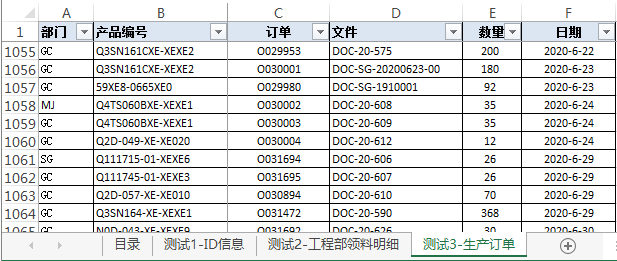 A B C D E F
1 部门 产品编号 订单 文件 数量 日期
1055 GC Q3SN161CXE-XEXE2 O029953 DOC-20-575 200 2020-6-22
1056 GC Q3SN161CXE-XEXE2 O030001 DOC-SG-20200623-00 180 2020-6-23
1057 GC 59XE8-0665XE0 O029980 DOC-SG-1910001 92 2020-6-23
1058 MJ Q4TS060BXE-XEXE1 O030002 DOC-20-608 35 2020-6-24
1059 GC Q4TS060BXE-XEXE1 O030003 DOC-20-609 35 2020-6-24
1060 GC Q2D-049-XE-XE020 O030004 DOC-20-612 12 2020-6-24
1061 SG Q111715-01-XEXE6 O031694 DOC-20-606 26 2020-6-29
1062 GC Q111745-01-XEXE3 O031695 DOC-20-607 26 2020-6-29
1063 GC Q2D-057-XE-XE010 O030894 DOC-20-610 70 2020-6-29
1064 GC Q3SN164-XE-XEXE1 O031472 DOC-20-590 368 2020-6-29
1065 GC N0D-043-XE-XEXE9 O031692 DOC-20-626 30 2020-6-30
目录 测试1-ID信息 测试2-工程部领料明细 测试3-生产订单